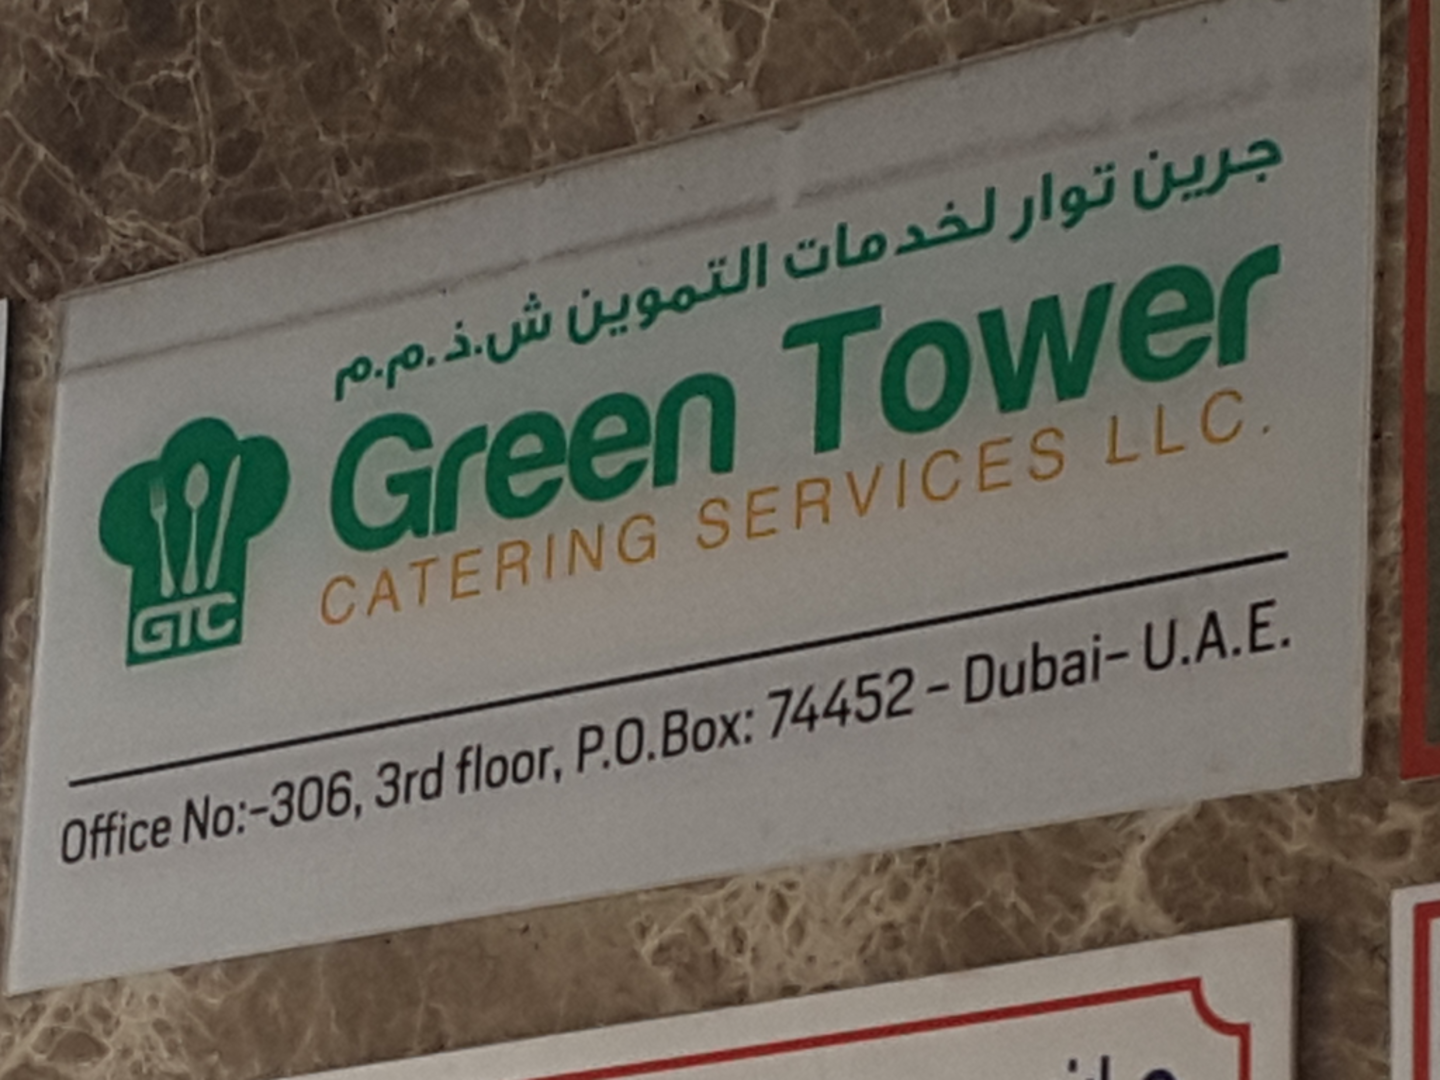 جرين توار لخدمات التموين ش.ذ.م.م
Green Tower
CATERING SERVICES LLC.
GTC
Office No:-306, 3rd floor, P.O.Box: 74452 - Dubai- U.A.E.